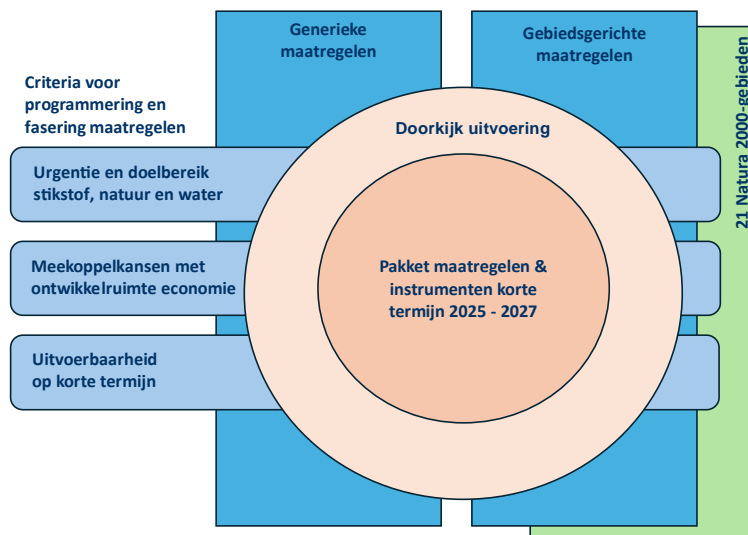 Generieke
maatregelen
Gebiedsgerichte
maatregelen
21 Natura 2000-gebieden
Criteria voor
programmering en
fasering maatregelen
Doorkijk uitvoering
Urgentie en doelbereik
stikstof, natuur en water
Meekoppelkansen met
ontwikkelruimte economie
Uitvoerbaarheid
op korte termijn
Pakket maatregelen &
instrumenten korte
termijn 2025 - 2027